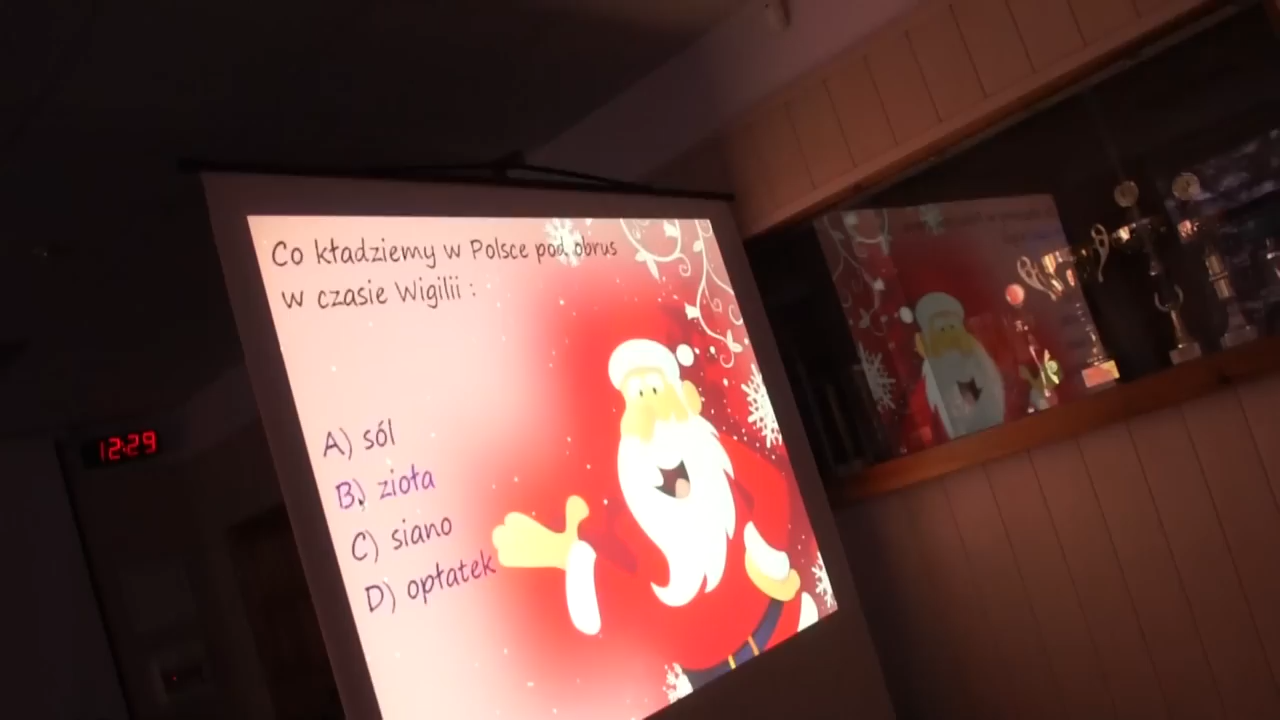 Co kładziemy w Polsce pod obrus
w czasie Wigilii :
A) sól
B) zioła
C) siano
D) opłatek
12:29